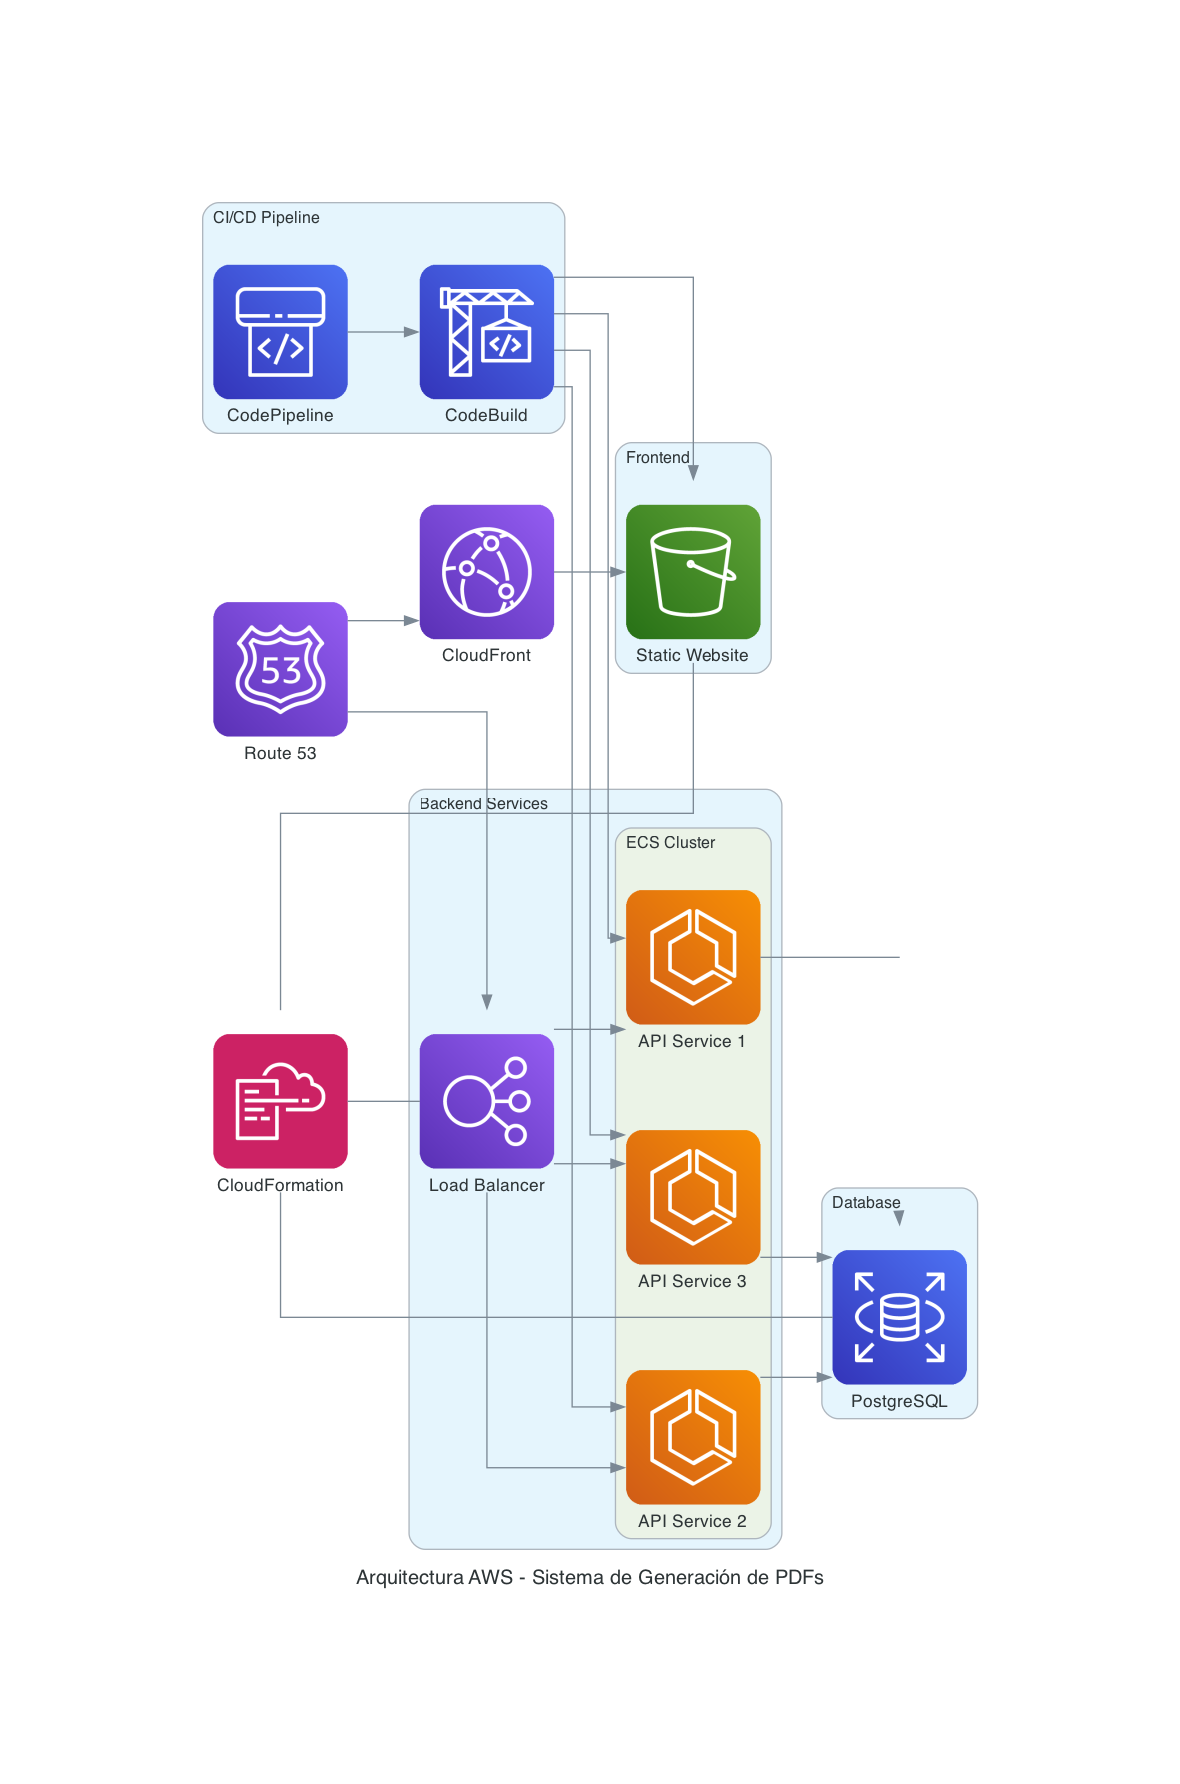 CI/CD Pipeline
CodePipeline
CodeBuild
Frontend
CloudFront
Static Website
53
Route 53
Backend Services
ECS Cluster
API Service 1
CloudFormation
Load Balancer
API Service 3
Database
PostgreSQL
API Service 2
Arquitectura AWS - Sistema de Generación de PDFs